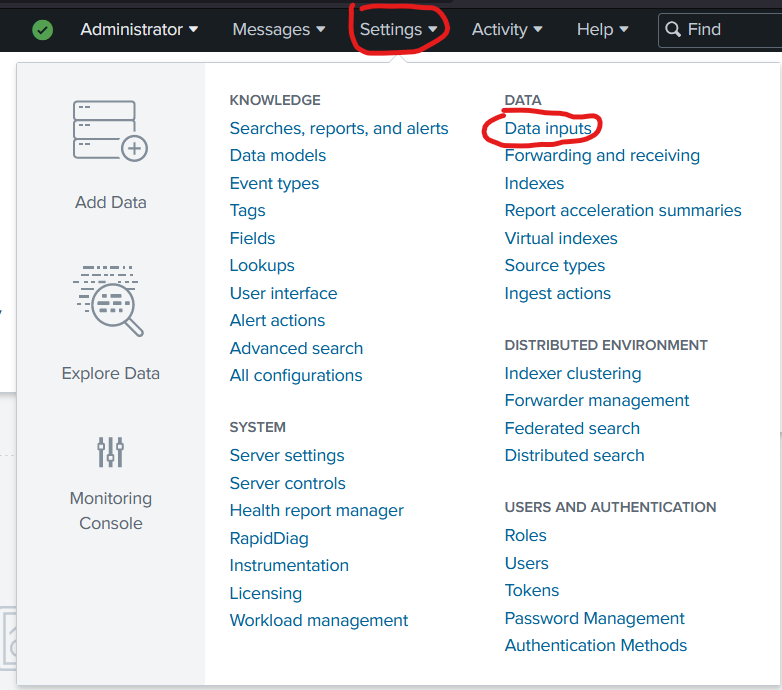 Administrator Messages Settings Activity Help Find
Add Data
Explore Data
Monitoring
Console
KNOWLEDGE
Searches, reports, and alerts
Data models
Event types
Tags
Fields
Lookups
User interface
Alert actions
Advanced search
All configurations
SYSTEM
Server settings
Server controls
Health report manager
RapidDiag
Instrumentation
Licensing
Workload management
DATA
Data inputs
Forwarding and receiving
Indexes
Report acceleration summaries
Virtual indexes
Source types
Ingest actions
DISTRIBUTED ENVIRONMENT
Indexer clustering
Forwarder management
Federated search
Distributed search
USERS AND AUTHENTICATION
Roles
Users
Tokens
Password Management
Authentication Methods